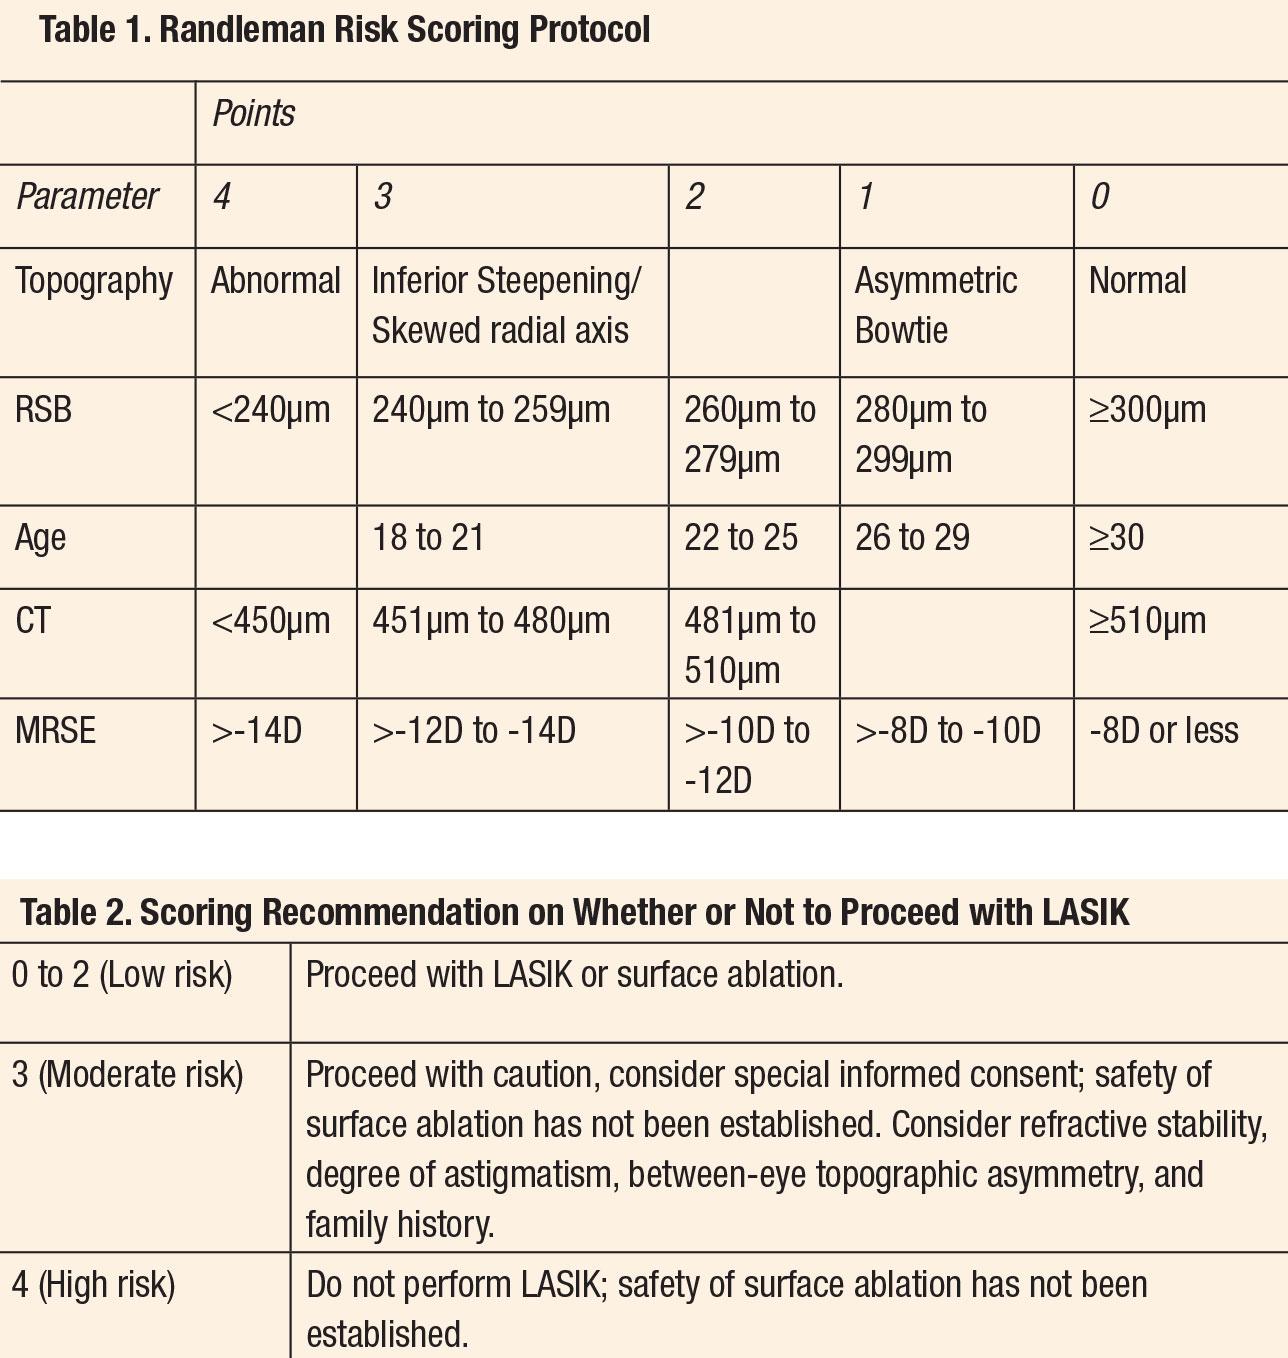 Table 1. Randleman Risk Scoring Protocol
Points
Parameter 4 3 2 1 0
Topography Abnormal Inferior Steepening/ Asymmetric Normal
Skewed radial axis Bowtie
RSB <240µm 240µm to 259µm 260µm to 280µm to ≥300µm
279µm 299µm
Age 18 to 21 22 to 25 26 to 29 ≥30
CT <450µm 451µm to 480µm 481µm to ≥510µm
510µm
MRSE >-14D >-12D to -14D >-10D to >-8D to -10D -8D or less
-12D
Table 2. Scoring Recommendation on Whether or Not to Proceed with LASIK
0 to 2 (Low risk) Proceed with LASIK or surface ablation.
3 (Moderate risk) Proceed with caution, consider special informed consent; safety of
surface ablation has not been established. Consider refractive stability,
degree of astigmatism, between-eye topographic asymmetry, and
family history.
4 (High risk) Do not perform LASIK; safety of surface ablation has not been
established.